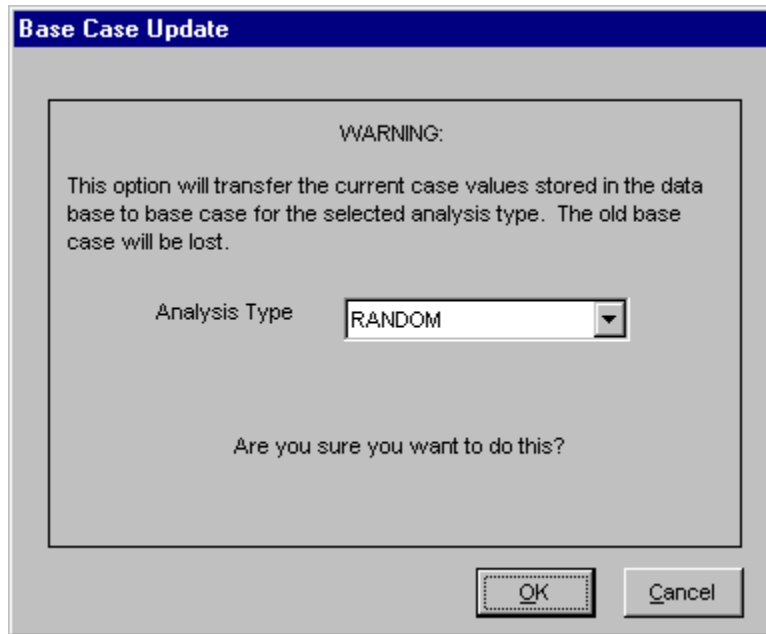 Base Case Update
WARNING:
This option will transfer the current case values stored in the data
base to base case for the selected analysis type. The old base
case will be lost.
Analysis Type RANDOM
Are you sure you want to do this?
OK Cancel